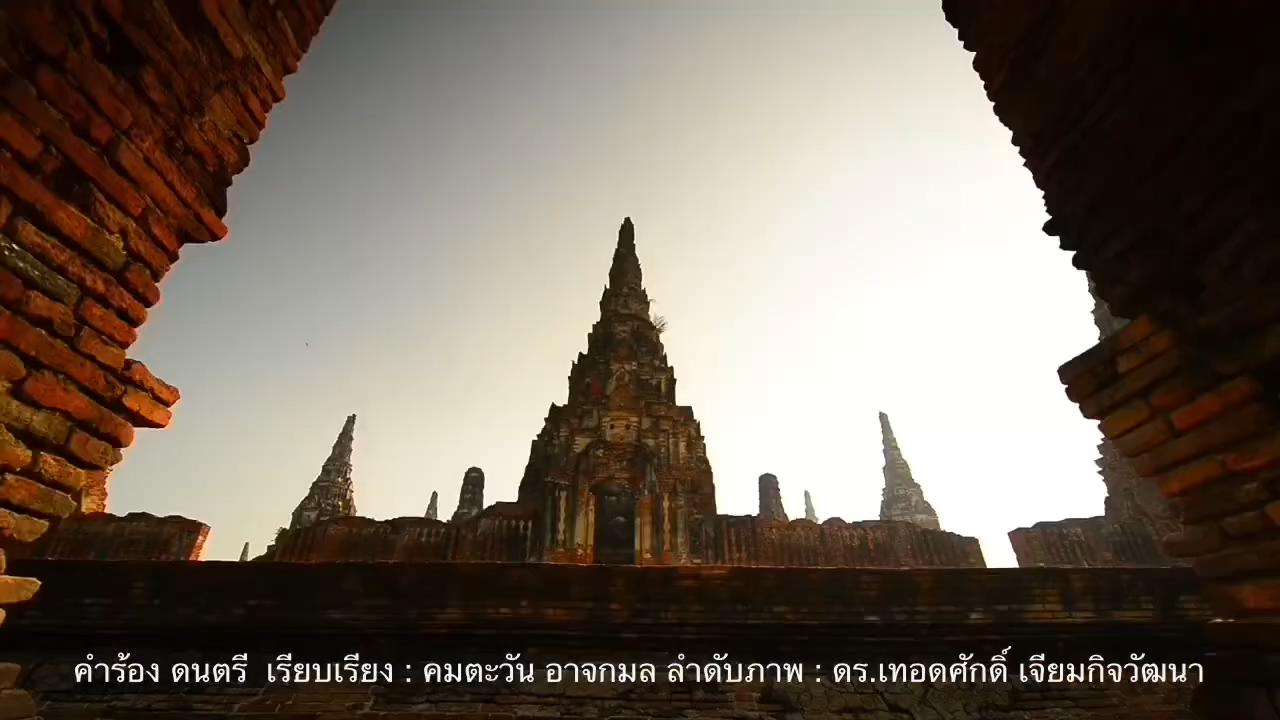 คำร้อง ดนตรี  เรียบเรียง : คมตะวัน อาจกมล ลำดับภาพ : ดร.เทอดศักดิ์ เจียมกิจวัฒนา